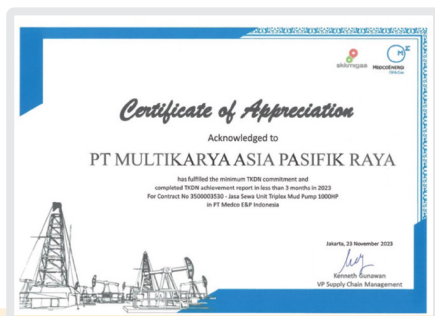 skkmigas
MEDCOENERGI
Oil & Gas
Certificate of Appreciation
Acknowledged to
PT MULTIKARYA ASIA PASIFIK RAYA
has fulfilled the minimum TKDN commitment and
completed TKDN achievement report in less than 3 months in 2023
For Contract No 3500003530 - Jasa Sewa Unit Triplex Mud Pump 1000HP
in PT Medco E&P Indonesia
Jakarta, 23 November 2023
Kenneth Gunawan
VP Supply Chain Management